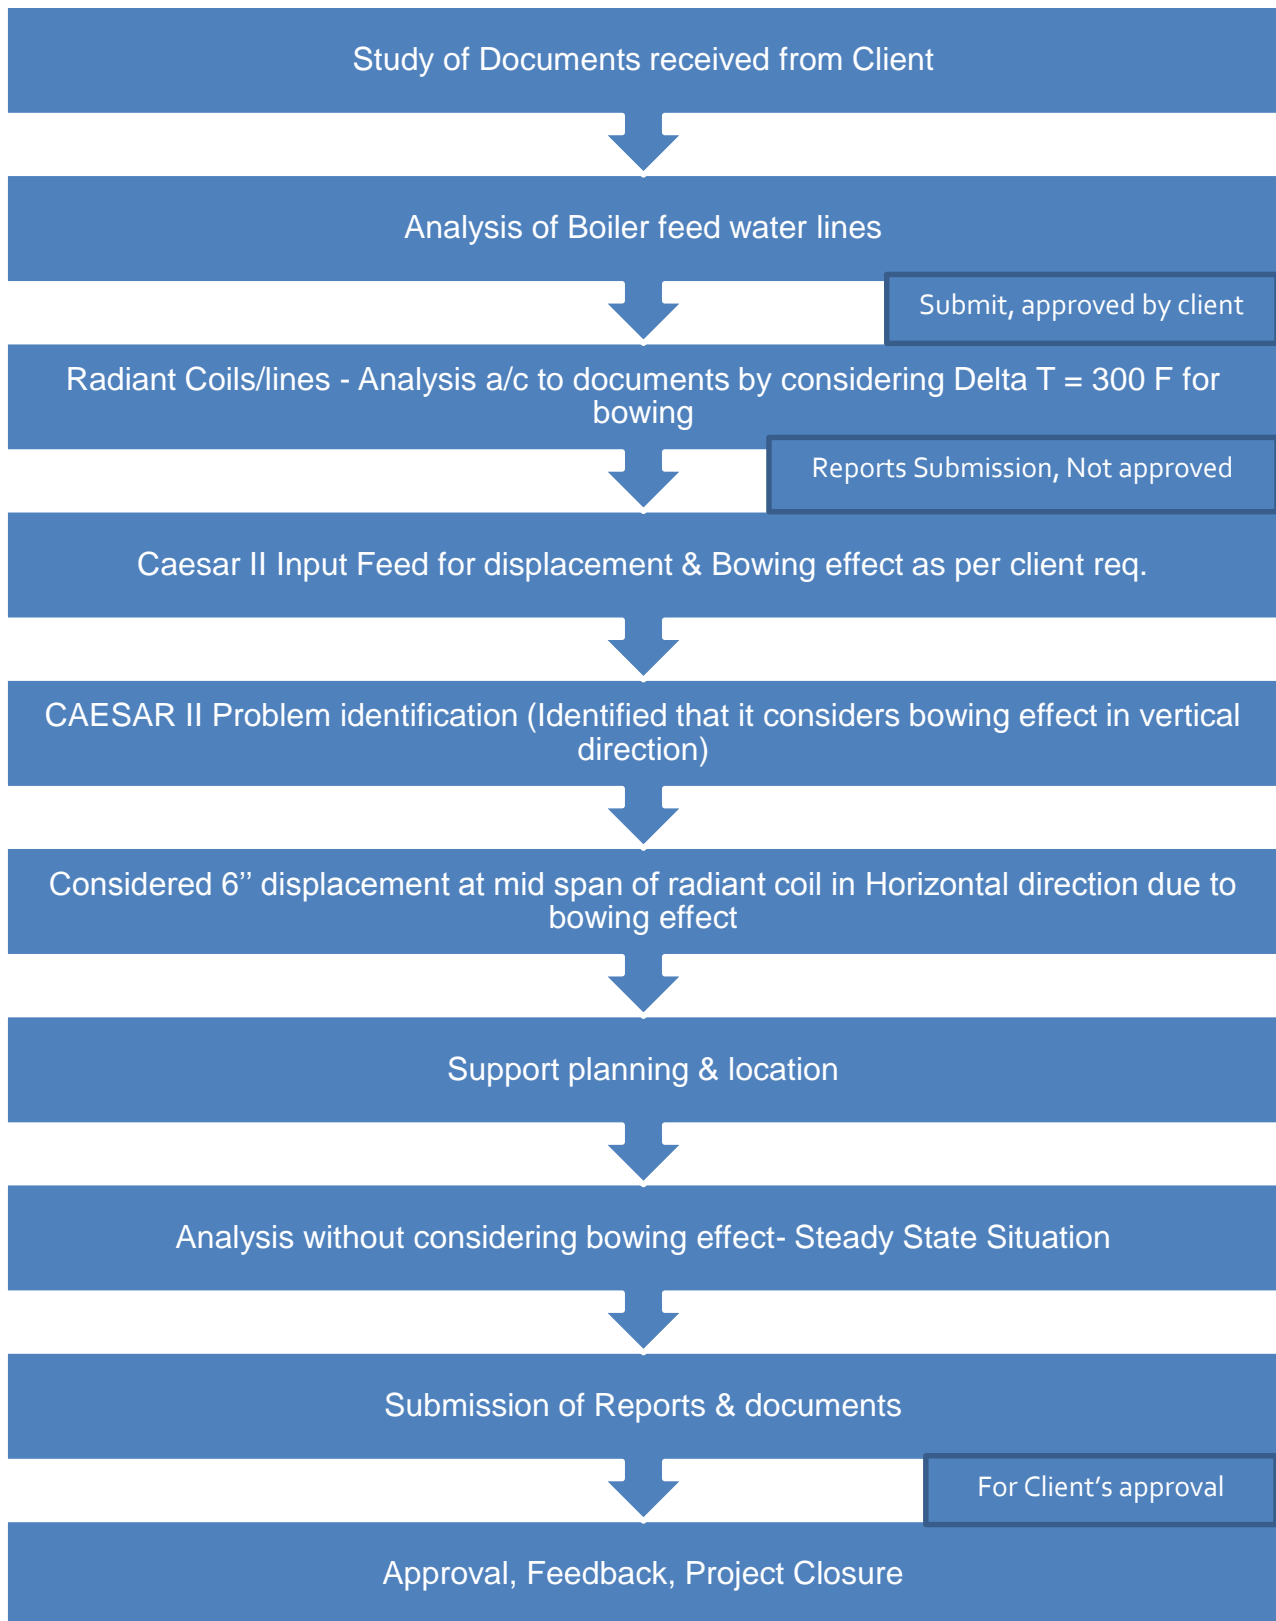 Study of Documents received from Client
Analysis of Boiler feed water lines
Submit, approved by client
Radiant Coils/lines - Analysis a/c to documents by considering Delta T = 300 F for
bowing
Reports Submission, Not approved
Caesar II Input Feed for displacement & Bowing effect as per client req.
CAESAR II Problem identification (Identified that it considers bowing effect in vertical
direction)
Considered 6’’ displacement at mid span of radiant coil in Horizontal direction due to
bowing effect
Support planning & location
Analysis without considering bowing effect- Steady State Situation
Submission of Reports & documents
For Client’s approval
Approval, Feedback, Project Closure